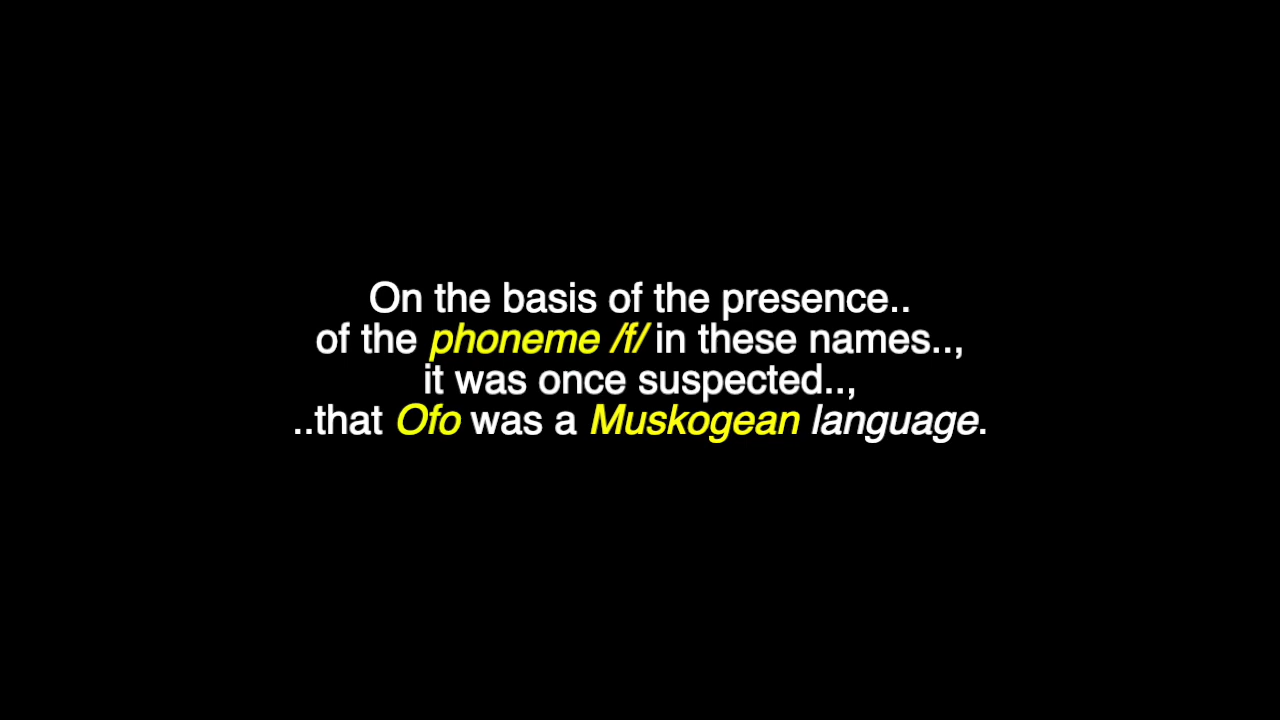 On the basis of the presence..
of the phoneme /f/ in these names..,
it was once suspected..,
..that Ofo was a Muskogean language.